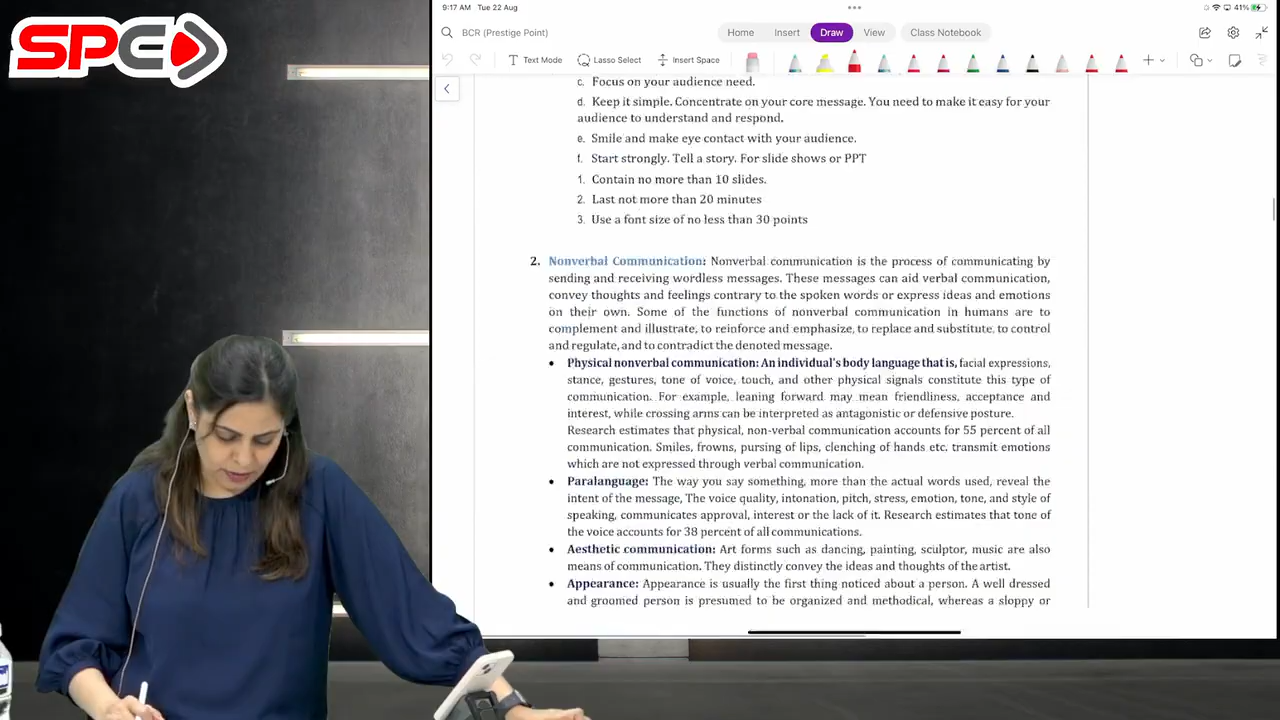 SPE
9:17 AM Tue 22 Aug
41%
BCR (Prestige Point)
Home Insert Draw View Class Notebook
Text Mode Lasso Select Insert Space
c. Focus on your audience need.
d. Keep it simple. Concentrate on your core message. You need to make it easy for your
audience to understand and respond.
e. Smile and make eye contact with your audience.
f. Start strongly. Tell a story. For slide shows or PPT
1. Contain no more than 10 slides.
2. Last not more than 20 minutes
3. Use a font size of no less than 30 points
2. Nonverbal Communication: Nonverbal communication is the process of communicating by
sending and receiving wordless messages. These messages can aid verbal communication,
convey thoughts and feelings contrary to the spoken words or express ideas and emotions
on their own. Some of the functions of nonverbal communication in humans are to
complement and illustrate, to reinforce and emphasize, to replace and substitute, to control
and regulate, and to contradict the denoted message.
• Physical nonverbal communication: An individual's body language that is, facial expressions,
stance, gestures, tone of voice, touch, and other physical signals constitute this type of
communication. For example, leaning forward may mean friendliness, acceptance and
interest, while crossing arms can be interpreted as antagonistic or defensive posture.
Research estimates that physical, non-verbal communication accounts for 55 percent of all
communication. Smiles, frowns, pursing of lips, clenching of hands etc. transmit emotions
which are not expressed through verbal communication.
• Paralanguage: The way you say something, more than the actual words used, reveal the
intent of the message, The voice quality, intonation, pitch, stress, emotion, tone, and style of
speaking, communicates approval, interest or the lack of it. Research estimates that tone of
the voice accounts for 38 percent of all communications.
• Aesthetic communication: Art forms such as dancing, painting, sculptor, music are also
means of communication. They distinctly convey the ideas and thoughts of the artist.
• Appearance: Appearance is usually the first thing noticed about a person. A well dressed
and groomed person is presumed to be organized and methodical, whereas a sloppy or